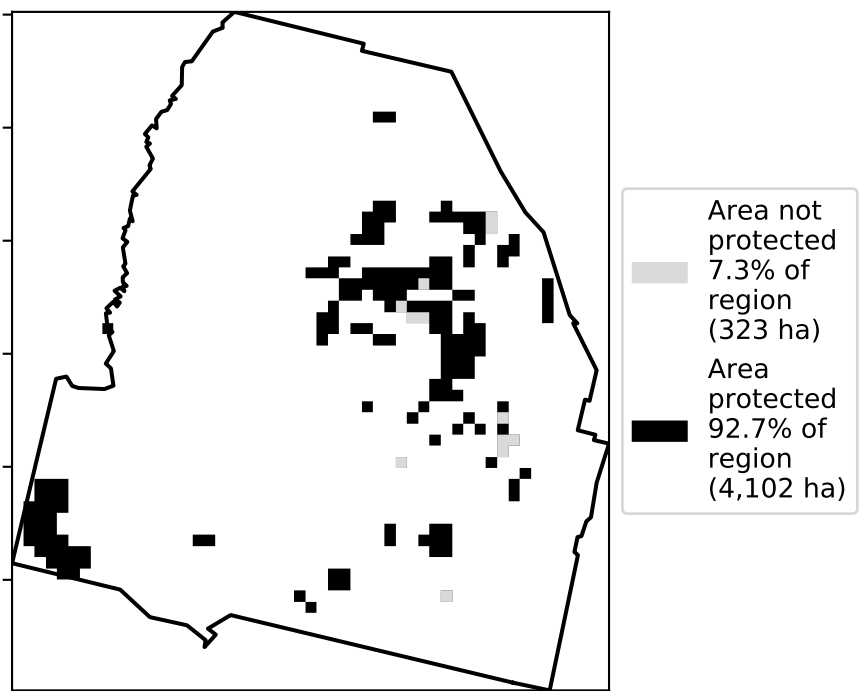 Area not
protected
7.3% of
region
(323 ha)
Area
protected
92.7% of
region
(4,102 ha)